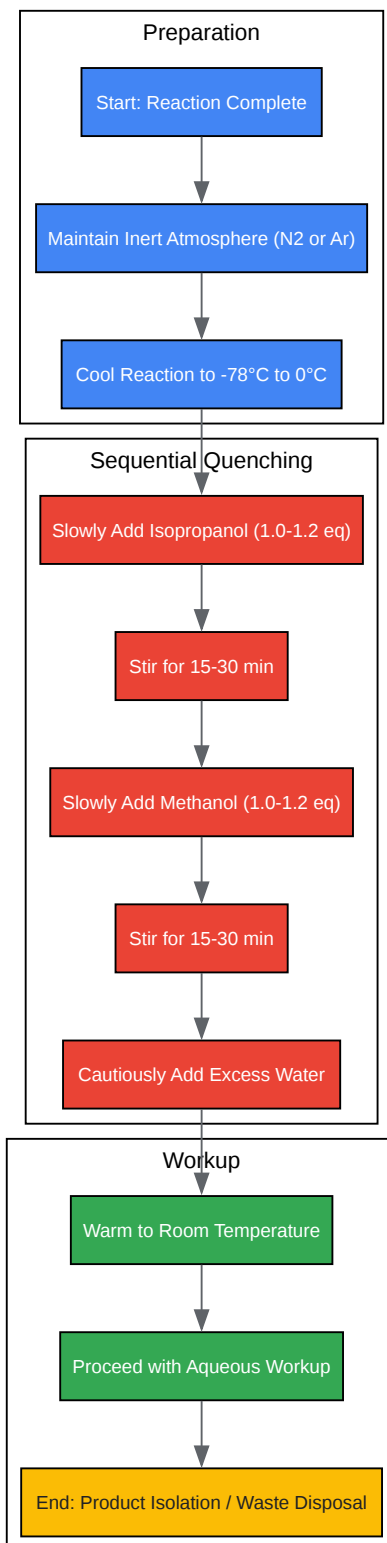 Preparation
Start: Reaction Complete
Maintain Inert Atmosphere (N2 or Ar)
Cool Reaction to -78°C to 0°C
Sequential Quenching
Slowly Add Isopropanol (1.0-1.2 eq)
Stir for 15-30 min
Slowly Add Methanol (1.0-1.2 eq)
Stir for 15-30 min
Cautiously Add Excess Water
Workup
Warm to Room Temperature
Proceed with Aqueous Workup
End: Product Isolation / Waste Disposal